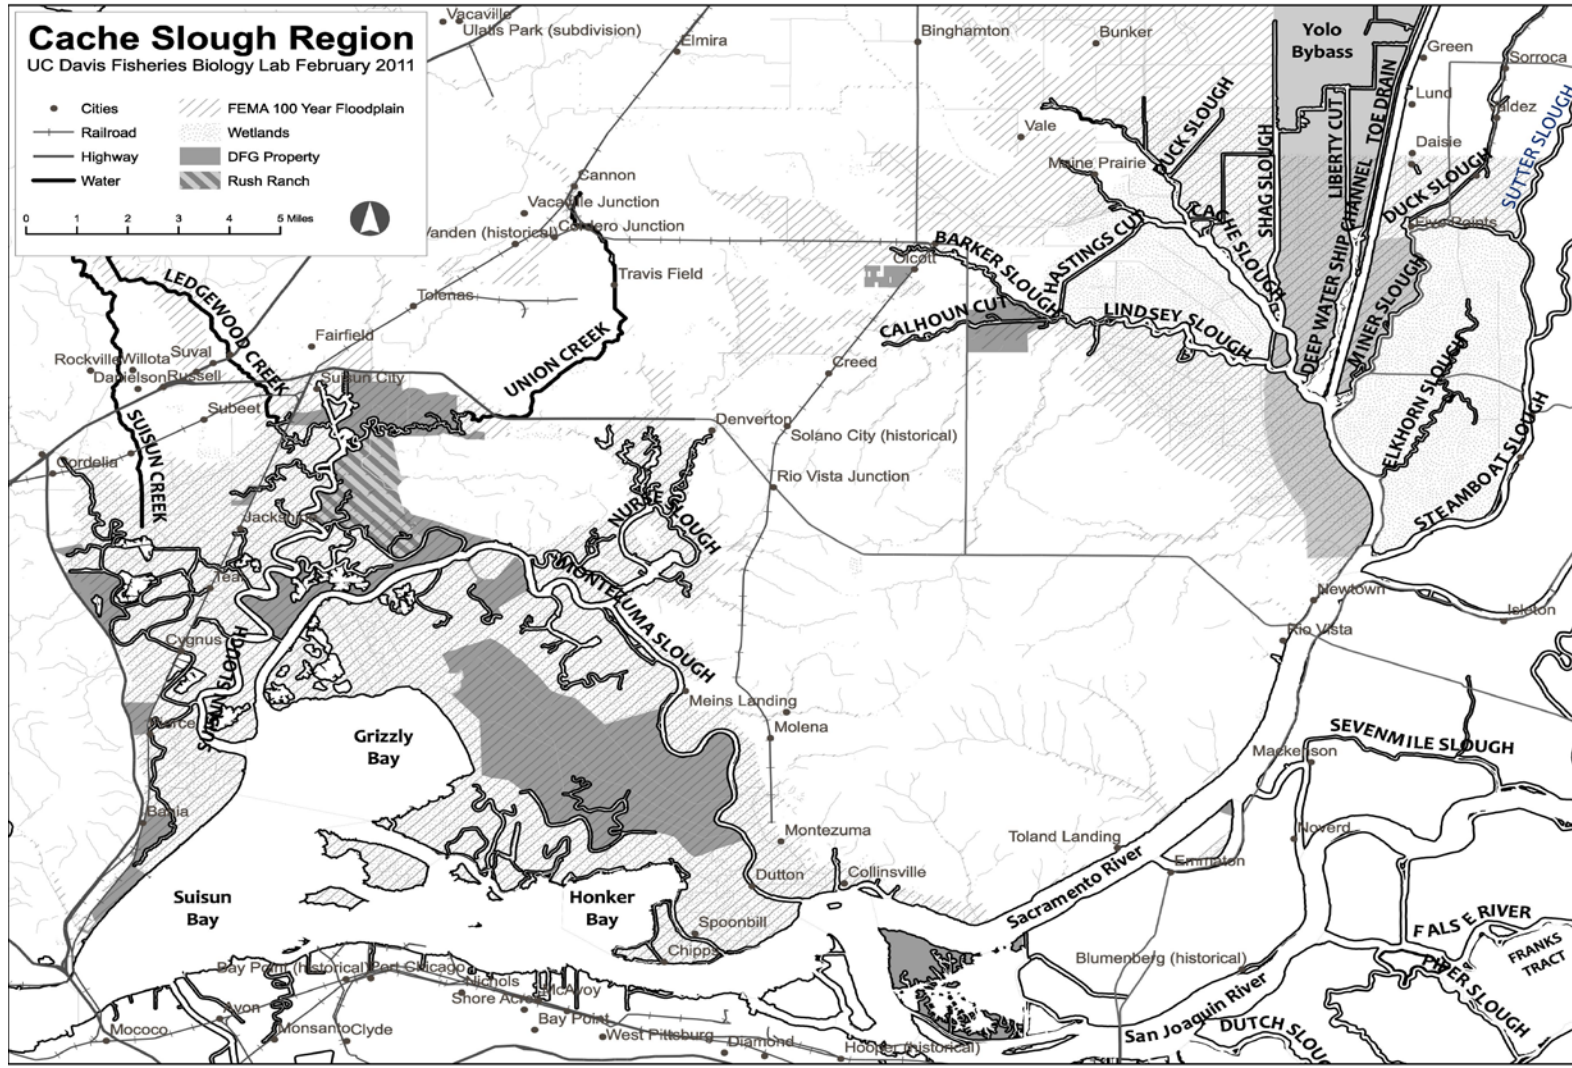 Cache Slough Region
UC Davis Fisheries Biology Lab February 2011
Cities
Railroad
Highway
Water
FEMA 100 Year Floodplain
Wetlands
DFG Property
Rush Ranch
0 1 2 3 4 5 Miles
Vacaville
Ulatis Park (subdivision)
Elmira
Binghamton
Bunker
Yolo
Bybass
Green
Sorroca
Lund
Valdez
Daisie
Vale
Maine Prairie
DUCK SLOUGH
SHAG SLOUGH
LIBERTY CUT
TOE DRAIN
DUCK SLOUGH
SUTTER SLOUGH
Five Points
Cannon
Vacaville Junction
Vanden (historical)
Cordero Junction
Travis Field
Tolenas
Fairfield
Olcott
BARKER SLOUGH
HASTINGS CUT
CACHE SLOUGH
CALHOUN CUT
LINDSEY SLOUGH
DEEP WATER SHIP CHANNEL
MINER SLOUGH
ELKHORN SLOUGH
STEAMBOAT SLOUGH
LEDGEWOOD CREEK
UNION CREEK
SUISUN CREEK
Rockville
Willota
Suval
Danielson
Russell
Suisun City
Subeet
Cordelia
Creed
Denverton
Solano City (historical)
Rio Vista Junction
NURSE SLOUGH
MONTEZUMA SLOUGH
Teal
Cygnus
SUISUN SLOUGH
Newtown
Isleton
Rio Vista
Meins Landing
Molena
Grizzly
Bay
SEVENMILE SLOUGH
Mackenson
Bahia
Montezuma
Toland Landing
Noverd
Emmaton
Dutton
Collinsville
Sacramento River
Suisun
Bay
Honker
Bay
Spoonbill
Chipps
FALSE RIVER
FRANKS
TRACT
PIPER SLOUGH
Blumenberg (historical)
San Joaquin River
DUTCH SLOU
Bay Point (historical)
Port Chicago
Nichols
Shore Acres
McAvoy
Bay Point
Avon
Mococo
Monsanto
Clyde
West Pittsburg
Diamond
Hooper (historical)